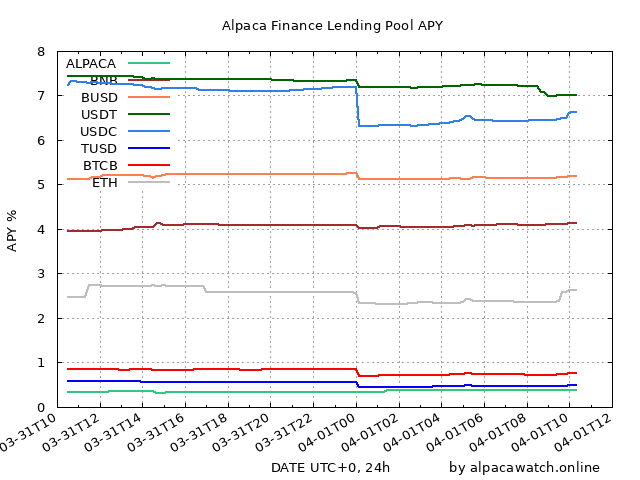 Alpaca Finance Lending Pool APY
8
7
6
5
4
3
2
1
0
APY %
ALPACA
BNB
BUSD
USDT
USDC
TUSD
BTCB
ETH
03-31T10
03-31T12
03-31T14
03-31T16
03-31T18
03-31T20
03-31T22
04-01T00
04-01T02
04-01T04
04-01T06
04-01T08
04-01T10
04-01T12
DATE UTC+0, 24h
by alpacawatch.online